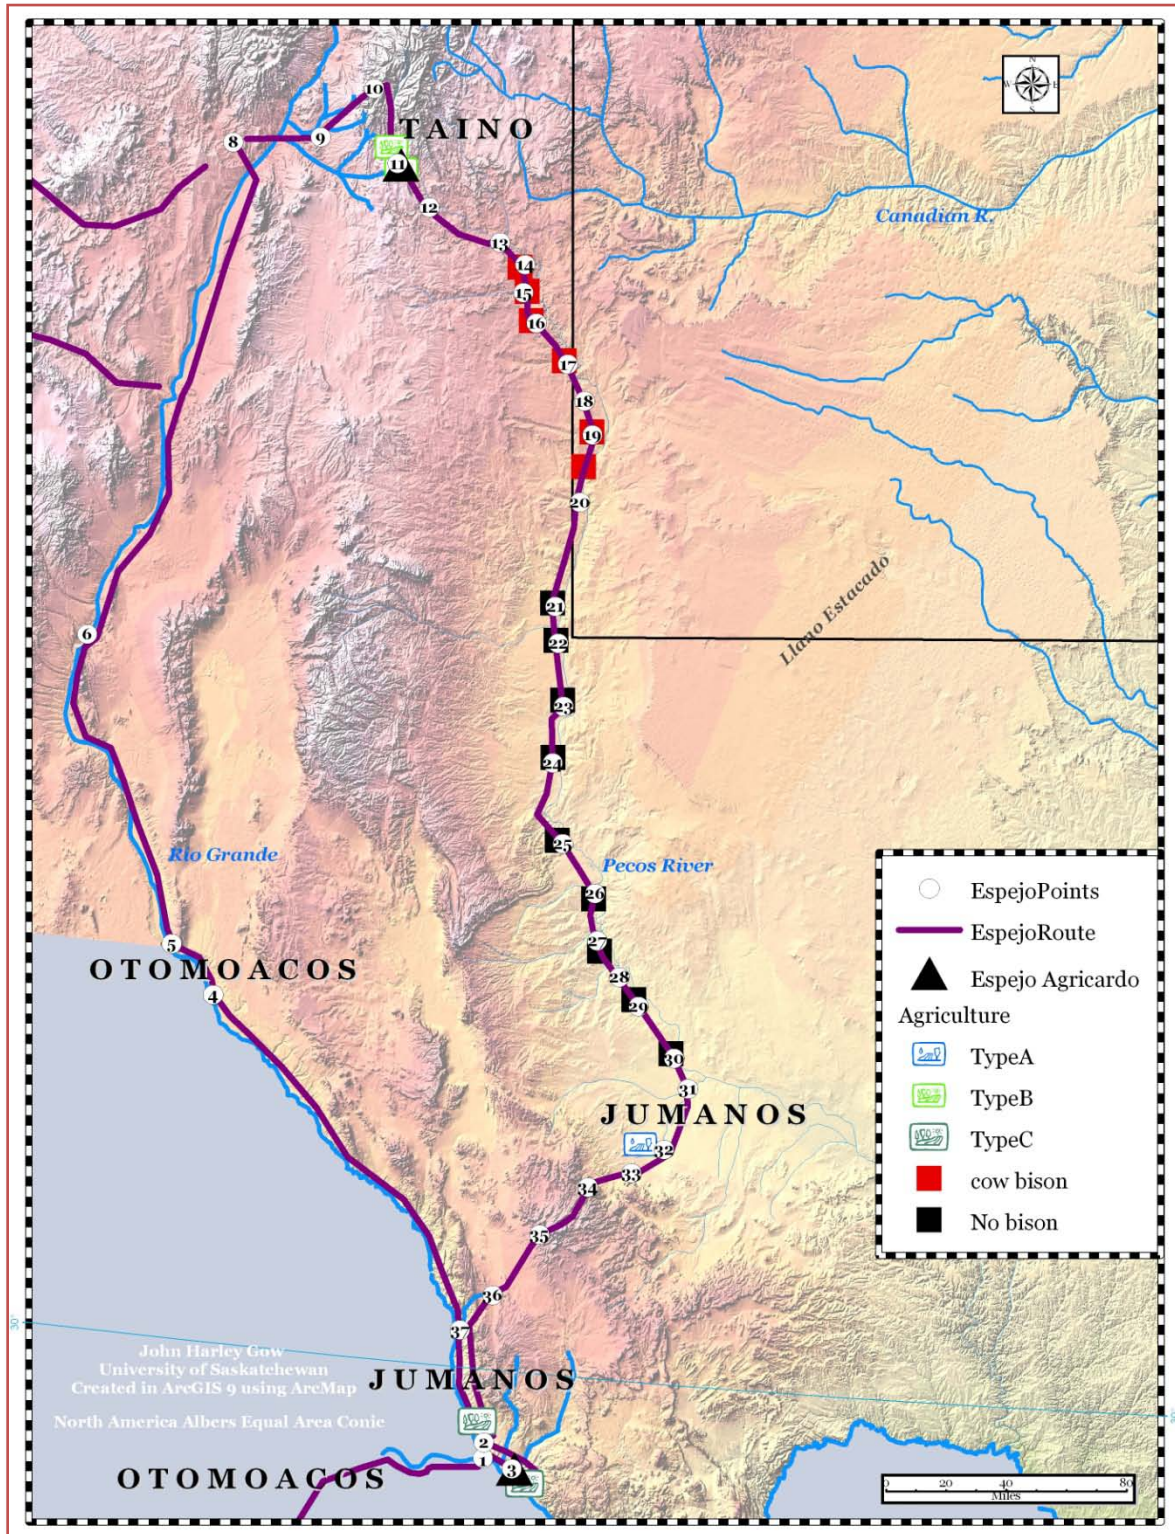 N
W E
S
10
TAINO
9
8
11
12
Canadian R.
13
14
15
16
17
18
19
20
Llano Estacado
21
6
22
23
24
25
Rio Grande
Pecos River
26
27
5
OTOMOACOS
28
4
29
30
31
JUMANOS
32
33
34
35
36
37
EspejoPoints
EspejoRoute
Espejo Agricardo
Agriculture
TypeA
TypeB
TypeC
cow bison
No bison
30
John Harley Gow
University of Saskatchewan
Created in ArcGIS 9 using ArcMap
North America Albers Equal Area Conic
JUMANOS
2
1
3
OTOMOACOS
0 20 40 80
Miles